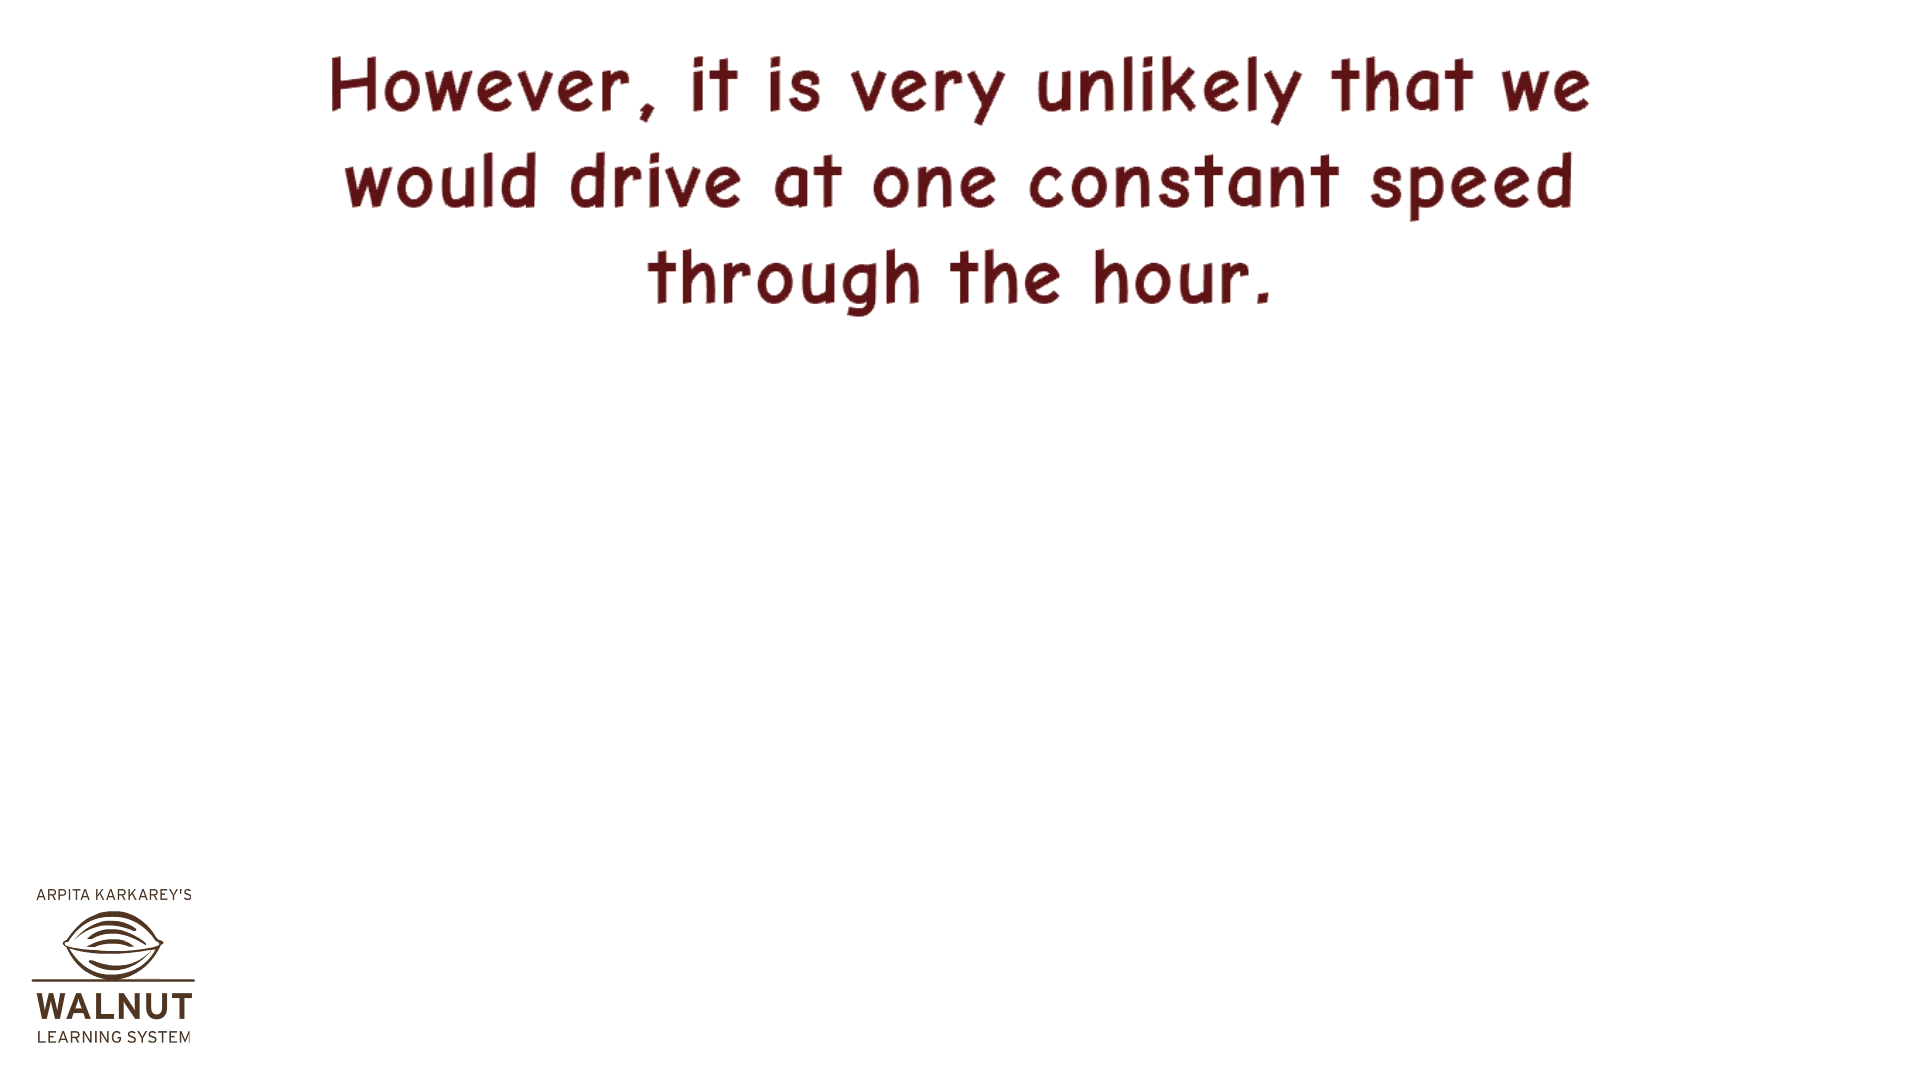 However, it is very unlikely that we
would drive at one constant speed
through the hour.
ARPITA KARKAREY'S
WALNUT
LEARNING SYSTEM